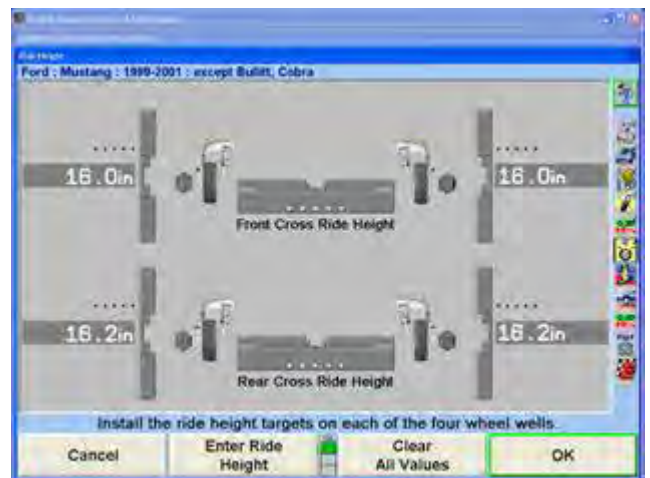 Ride Height
Ford : Mustang : 1999-2001 : except Bullitt, Cobra
16.0in
16.0in
Front Cross Ride Height
16.2in
16.2in
Rear Cross Ride Height
Install the ride height targets on each of the four wheel wells.
Cancel
Enter Ride
Height
Clear
All Values
OK